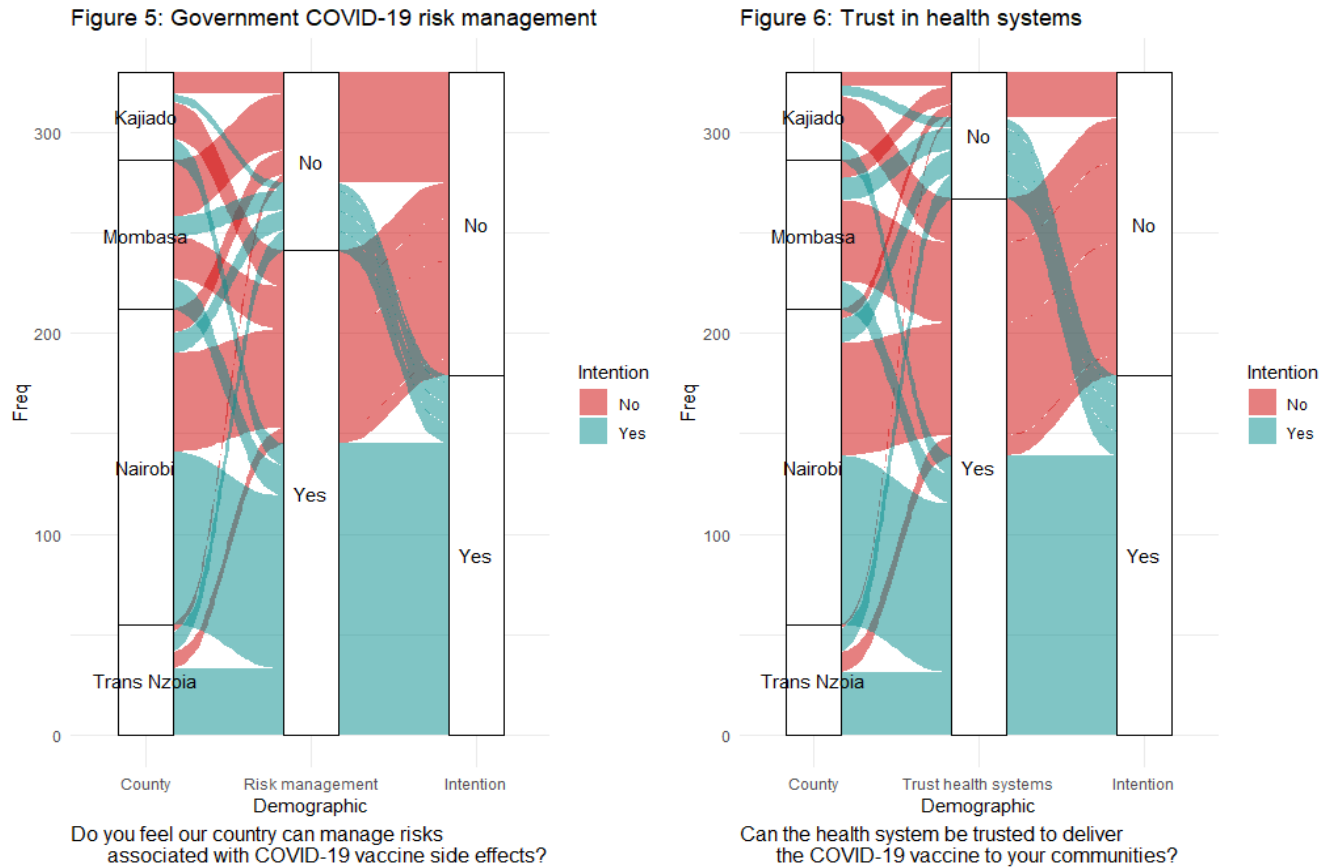 Figure 5: Government COVID-19 risk management
Freq
300
200
100
0
Kajiado
Mombasa
Nairobi
Trans Nzoia
No
Yes
No
Yes
Intention
No
Yes
County
Risk management
Intention
Demographic
Do you feel our country can manage risks
associated with COVID-19 vaccine side effects?
Figure 6: Trust in health systems
Freq
300
200
100
0
Kajiado
Mombasa
Nairobi
Trans Nzoia
No
Yes
No
Yes
Intention
No
Yes
County
Trust health systems
Intention
Demographic
Can the health system be trusted to deliver
the COVID-19 vaccine to your communities?